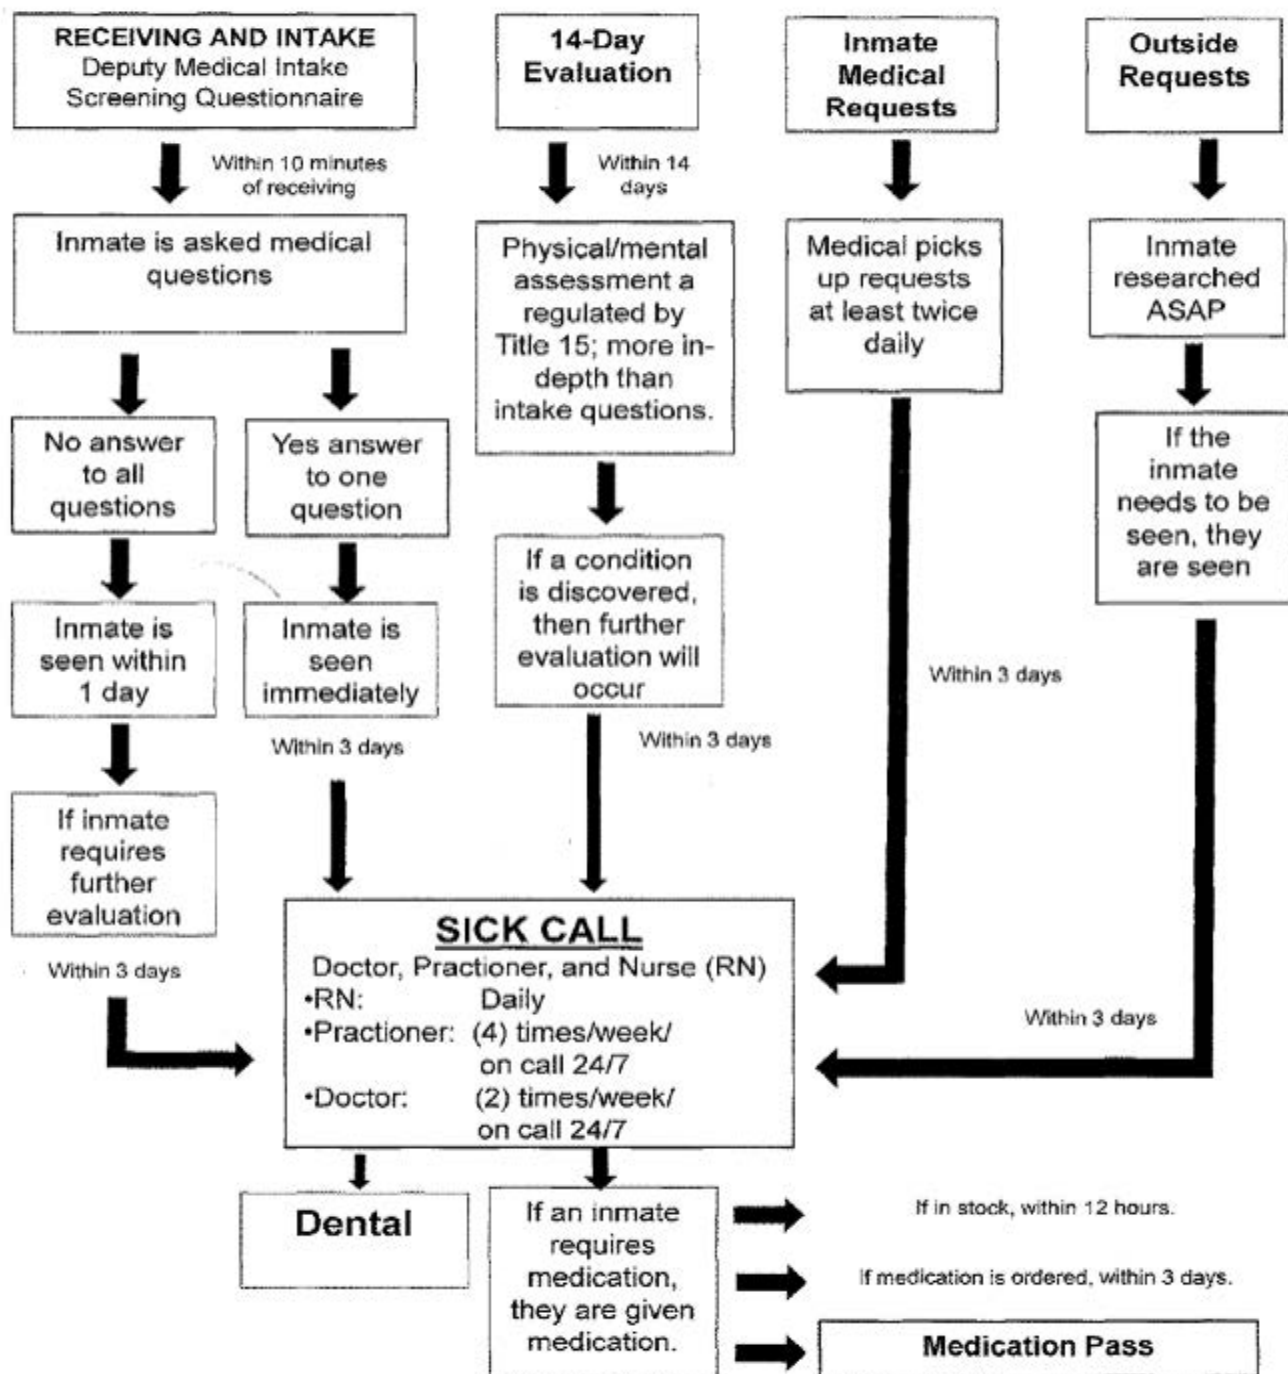 RECEIVING AND INTAKE
Deputy Medical Intake
Screening Questionnaire
Within 10 minutes
of receiving
Inmate is asked medical
questions
No answer
to all
questions
Yes answer
to one
question
Inmate is
seen within
1 day
Inmate is
seen
immediately
Within 3 days
If inmate
requires
further
evaluation
Within 3 days
14-Day
Evaluation
Within 14
days
Physical/mental
assessment a
regulated by
Title 15; more in-
depth than
intake questions.
If a condition
is discovered,
then further
evaluation will
occur
Within 3 days
Inmate
Medical
Requests
Medical picks
up requests
at least twice
daily
Within 3 days
Outside
Requests
Inmate
researched
ASAP
If the
inmate
needs to be
seen, they
are seen
Within 3 days
SICK CALL
Doctor, Practioner, and Nurse (RN)
•RN: Daily
•Practioner: (4) times/week/
on call 24/7
•Doctor: (2) times/week/
on call 24/7
Dental
If an inmate
requires
medication,
they are given
medication.
If in stock, within 12 hours.
If medication is ordered, within 3 days.
Medication Pass